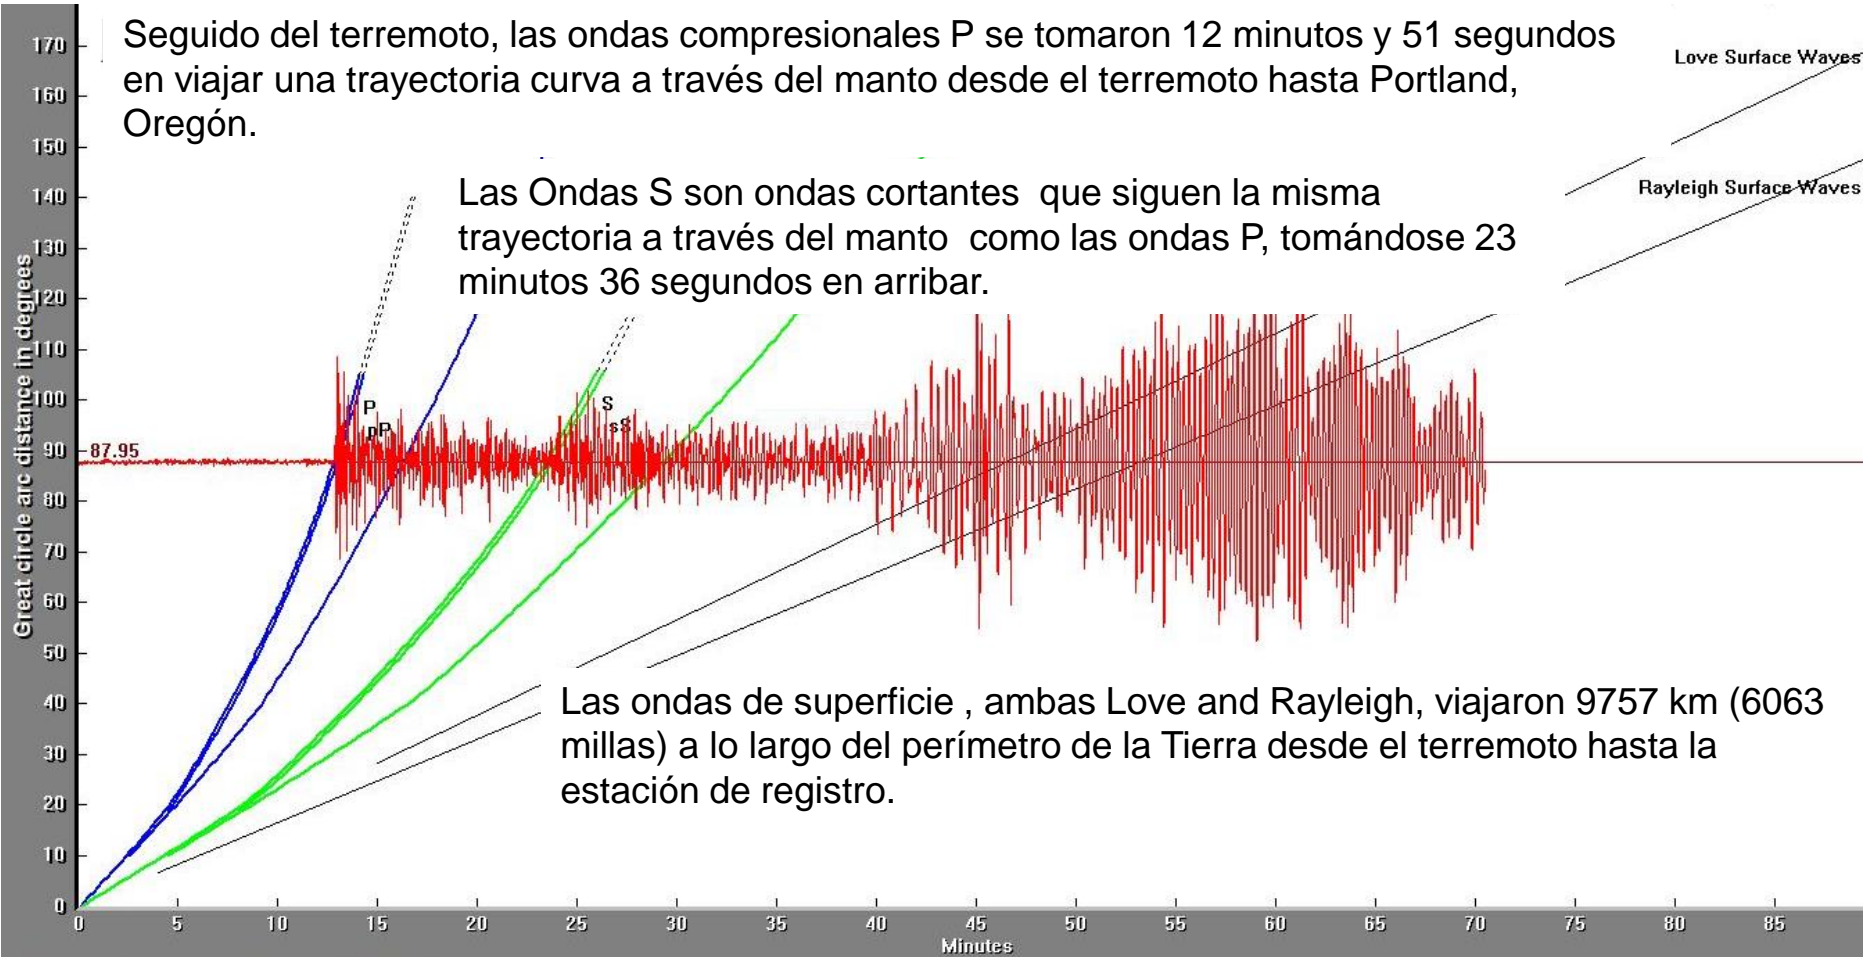 Seguido del terremoto, las ondas compresionales P se tomaron 12 minutos y 51 segundos
en viajar una trayectoria curva a través del manto desde el terremoto hasta Portland,
Oregón.
Love Surface Waves
Las Ondas S son ondas cortantes que siguen la misma
trayectoria a través del manto como las ondas P, tomándose 23
minutos 36 segundos en arribar.
Rayleigh Surface Waves
170
160
150
140
130
120
110
100
90
80
70
60
50
40
30
20
10
0
Great circle arc distance in degrees
87.95
P
pP
S
sS
Las ondas de superficie , ambas Love and Rayleigh, viajaron 9757 km (6063
millas) a lo largo del perímetro de la Tierra desde el terremoto hasta la
estación de registro.
0 5 10 15 20 25 30 35 40 45 50 55 60 65 70 75 80 85
Minutes